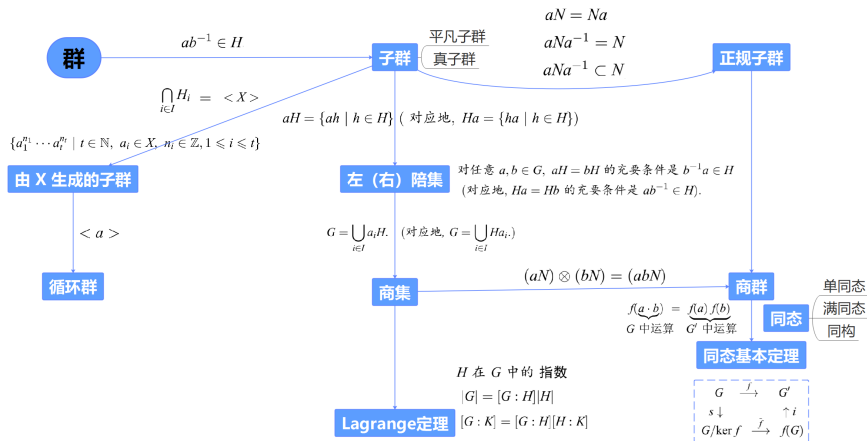 群
ab⁻¹ ∈ H
子群
平凡子群
真子群
aN = Na
aNa⁻¹ = N
aNa⁻¹ ⊂ N
正规子群
⋂_{i∈I} H_i = <X>
{a₁^{n₁} ⋯ a_t^{n_t} | t ∈ ℕ, a_i ∈ X, n_i ∈ ℤ, 1 ⩽ i ⩽ t}
由 X 生成的子群
< a >
循环群
aH = {ah | h ∈ H} ( 对应地, Ha = {ha | h ∈ H})
左（右）陪集
对任意 a, b ∈ G, aH = bH 的充要条件是 b⁻¹a ∈ H
(对应地, Ha = Hb 的充要条件是 ab⁻¹ ∈ H).
G = ⋃_{i∈I} a_iH. (对应地, G = ⋃_{i∈I} Ha_i.)
商集
(aN) ⊗ (bN) = (abN)
商群
f(a · b) = f(a) f(b)
G 中运算 G′ 中运算
同态
单同态
满同态
同构
同态基本定理
G →^f G′
s ↓ ↑ i
G/ker f →^{f̄} f(G)
H 在 G 中的 指数
|G| = [G : H]|H|
[G : K] = [G : H][H : K]
Lagrange定理